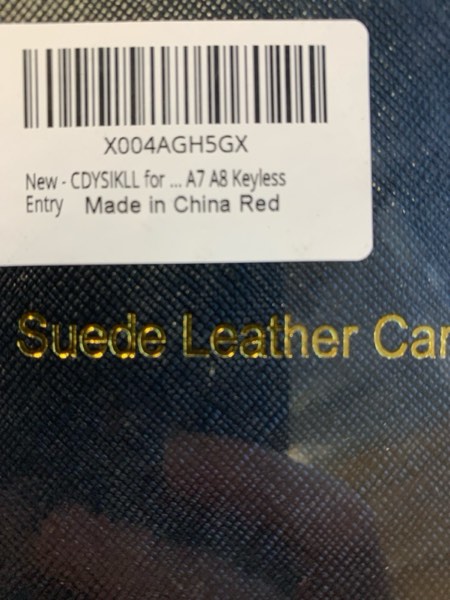 X004AGH5GX
New - CDYSIKLL for ... A7 A8 Keyless
Entry Made in China Red
Suede Leather Car